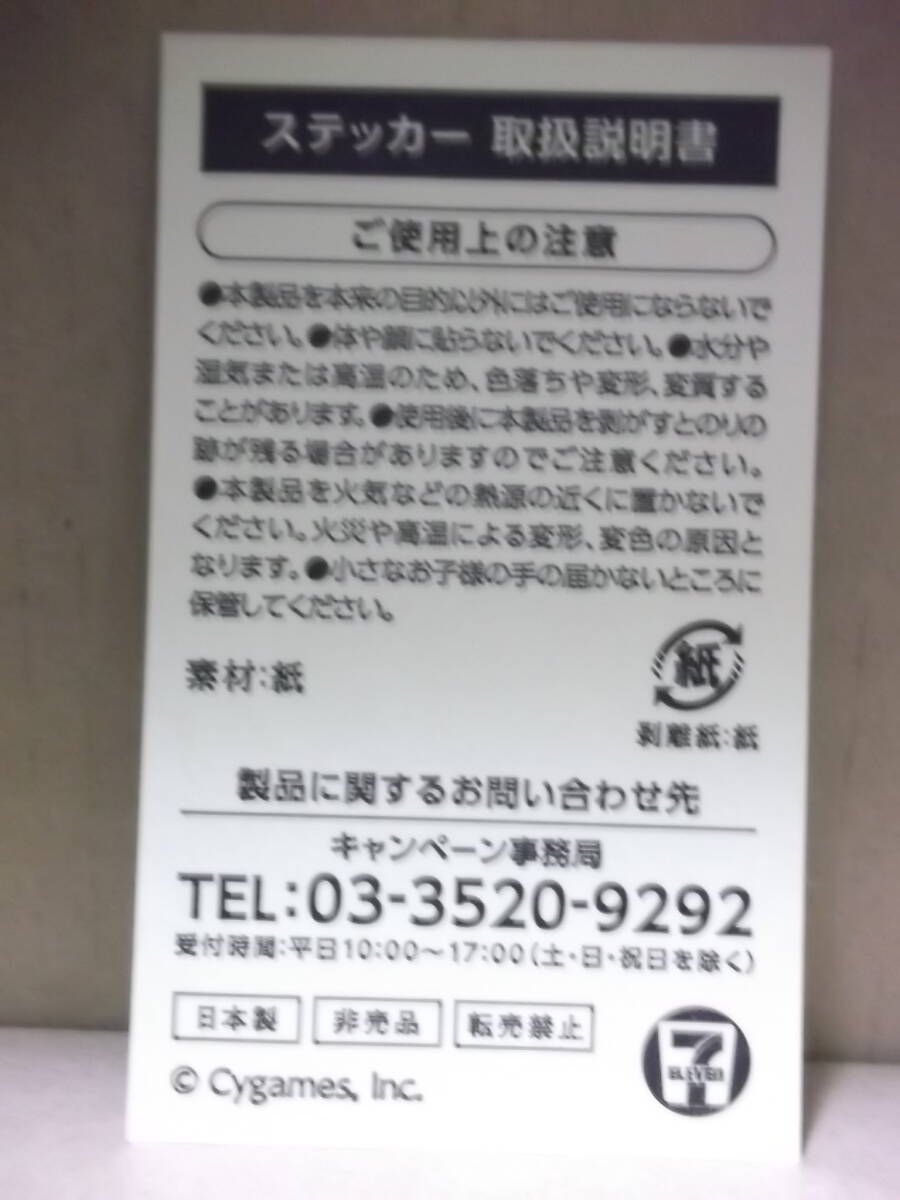 ステッカー 取扱説明書
ご使用上の注意
●本製品を本来の目的以外にはご使用にならないで
ください。●体や顔に貼らないでください。●水分や
湿気または高温のため、色落ちや変形、変質する
ことがあります。●使用後に本製品を剥がすとのりの
跡が残る場合がありますのでご注意ください。
●本製品を火気などの熱源の近くに置かないで
ください。火災や高温による変形、変色の原因と
なります。●小さなお子様の手の届かないところに
保管してください。
素材:紙
紙
剥離紙:紙
製品に関するお問い合わせ先
キャンペーン事務局
TEL:03-3520-9292
受付時間:平日10:00～17:00(土・日・祝日を除く)
日本製 非売品 転売禁止
7
ELEVEN
© Cygames, Inc.